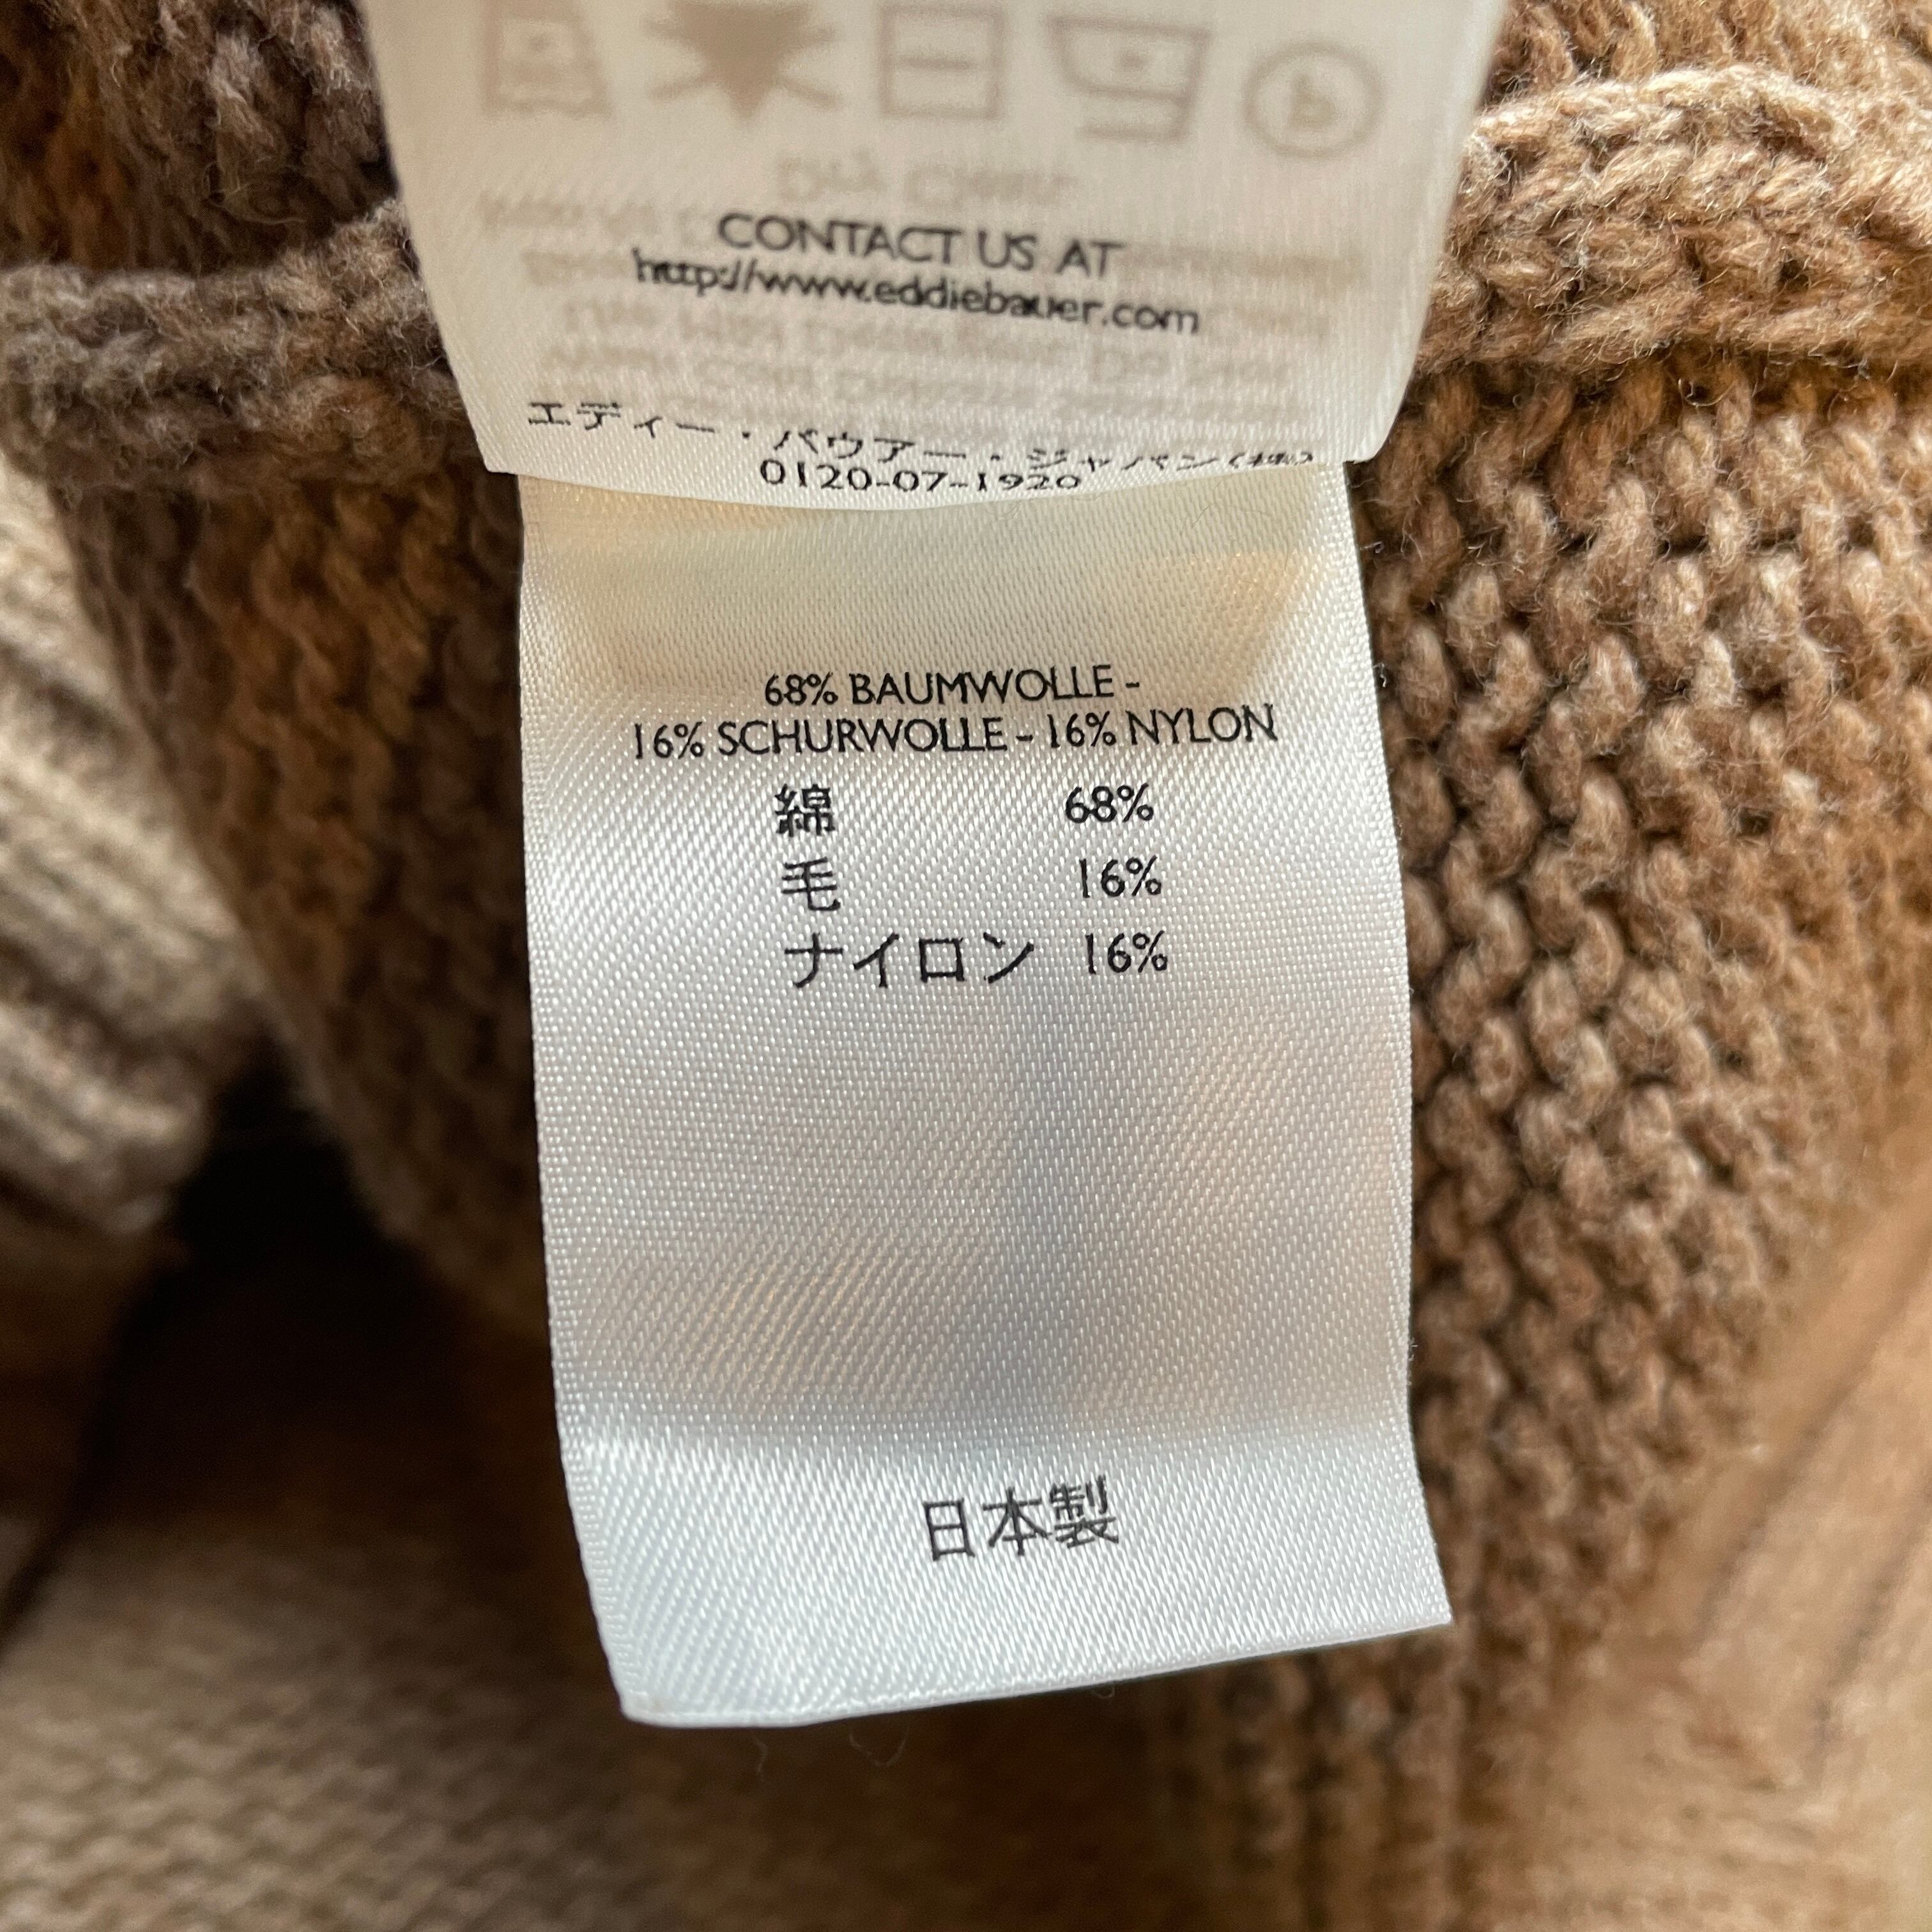 CONTACT US AT
http://www.eddiebauer.com
エディー・バウアー・ジャパン(株)
0120-07-1920
68% BAUMWOLLE -
16% SCHURWOLLE - 16% NYLON
綿 68%
毛 16%
ナイロン 16%
日本製